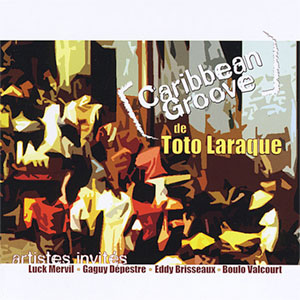 Caribbean
Groove
de
Toto Laraque
artistes invités
Luck Mervil • Gaguy Dépestre • Eddy Brisseaux • Boulo Valcourt